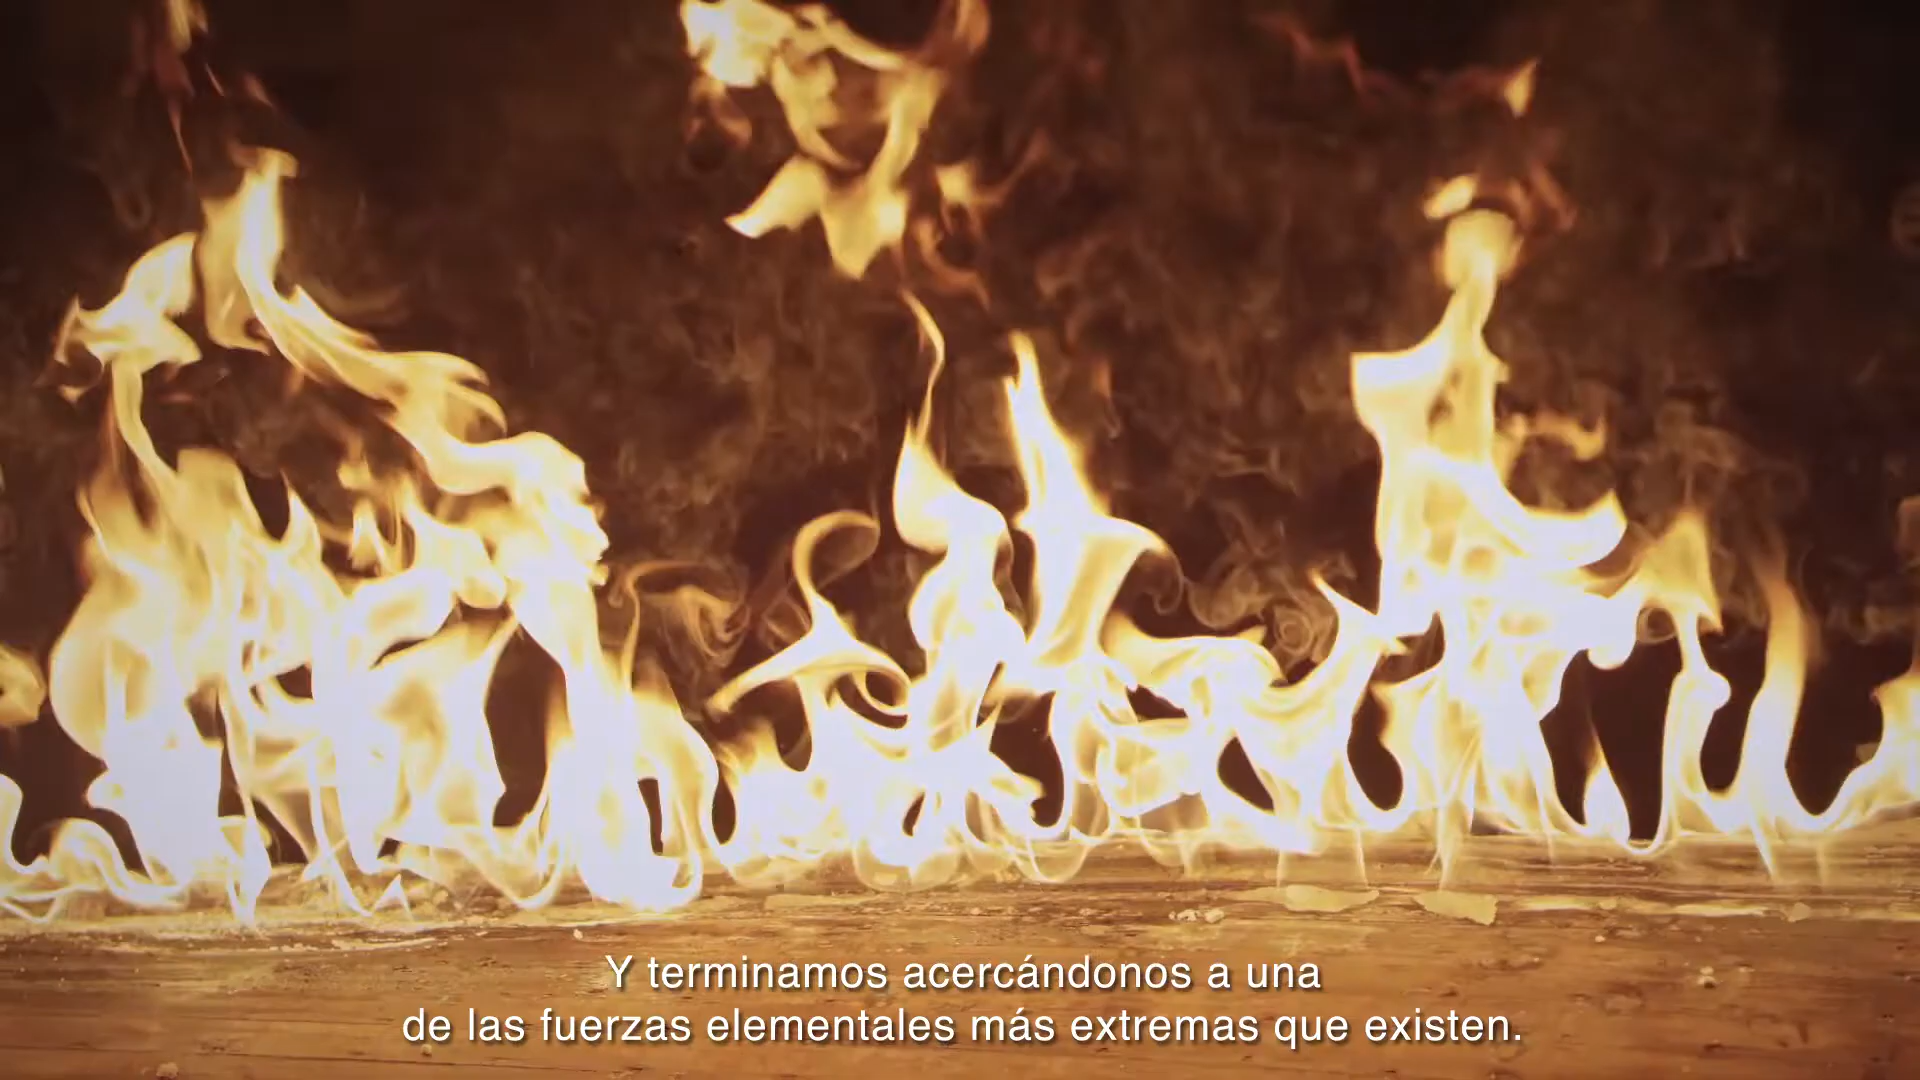 Y terminamos acercándonos a una
de las fuerzas elementales más extremas que existen.